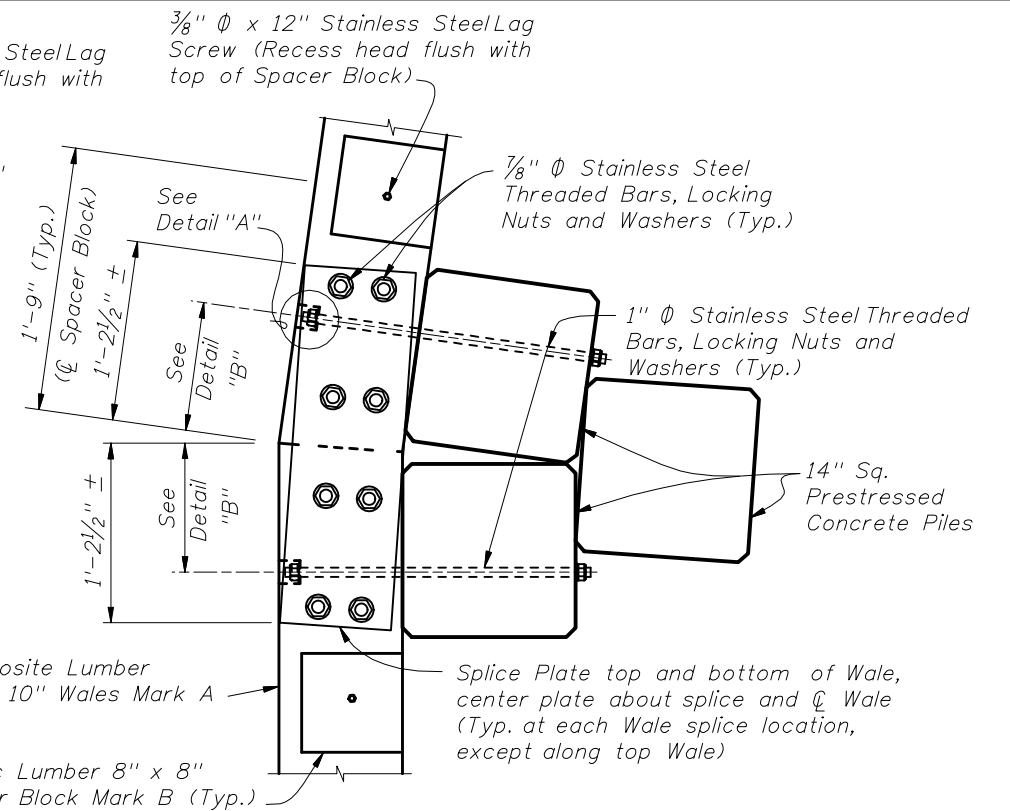 3/8" ϕ x 12" Stainless Steel Lag
Screw (Recess head flush with
top of Spacer Block)
Steel Lag
flush with
"
7/8" ϕ Stainless Steel
Threaded Bars, Locking
Nuts and Washers (Typ.)
See
Detail "A"
1'-9" (Typ.)
(℄ Spacer Block)
1'-2 1/2" ±
See
Detail
"B"
1" ϕ Stainless Steel Threaded
Bars, Locking Nuts and
Washers (Typ.)
1'-2 1/2" ±
See
Detail
"B"
14" Sq.
Prestressed
Concrete Piles
osite Lumber
10" Wales Mark A
Splice Plate top and bottom of Wale,
center plate about splice and ℄ Wale
(Typ. at each Wale splice location,
except along top Wale)
c Lumber 8" x 8"
r Block Mark B (Typ.)